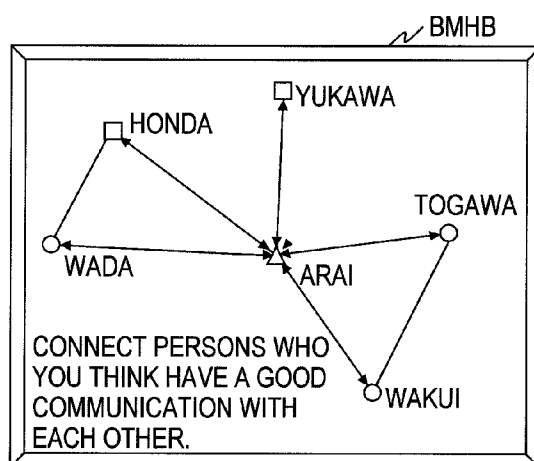 BMHB
YUKAWA
HONDA
TOGAWA
WADA
ARAI
CONNECT PERSONS WHO
YOU THINK HAVE A GOOD
COMMUNICATION WITH
EACH OTHER.
WAKUI